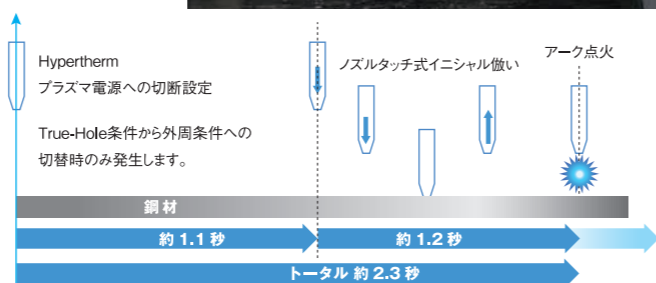 Hypertherm
プラズマ電源への切断設定
True-Hole条件から外周条件への
切替時のみ発生します。
ノズルタッチ式イニシャル倣い
アーク点火
鋼材
約 1.1 秒
約 1.2 秒
トータル 約 2.3 秒